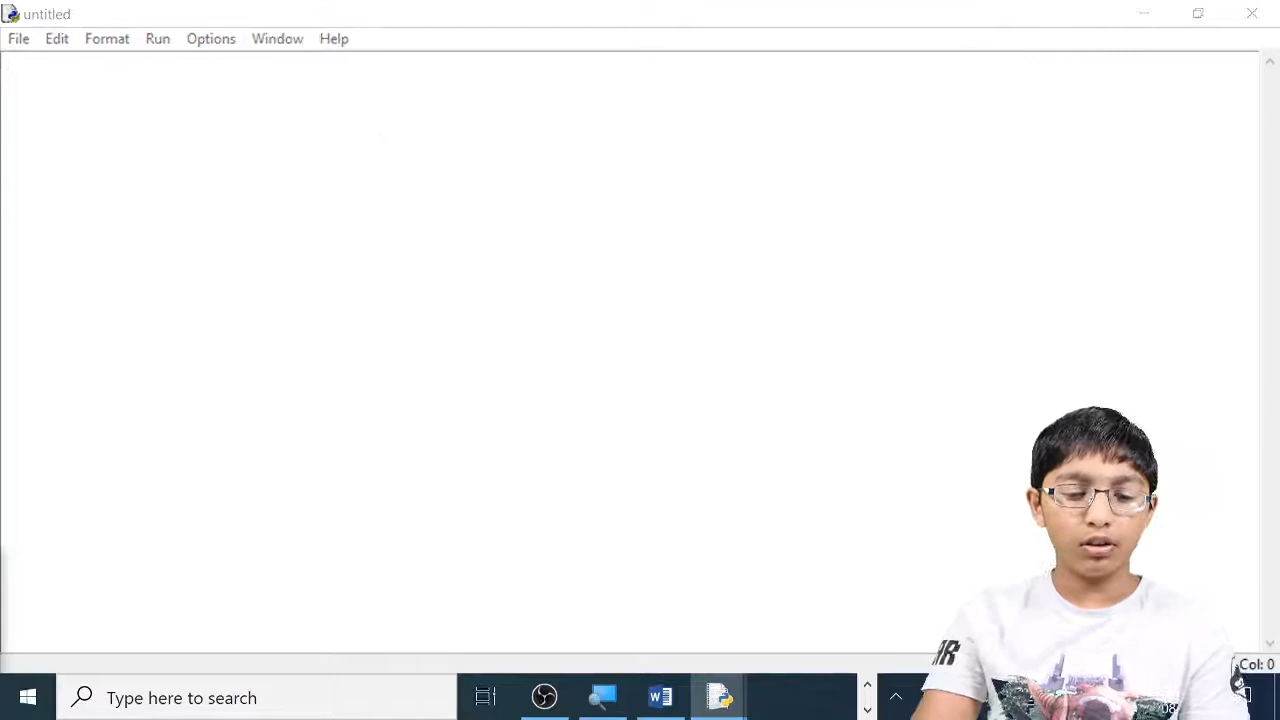 untitled
File Edit Format Run Options Window Help
Col: 0
Type here to search